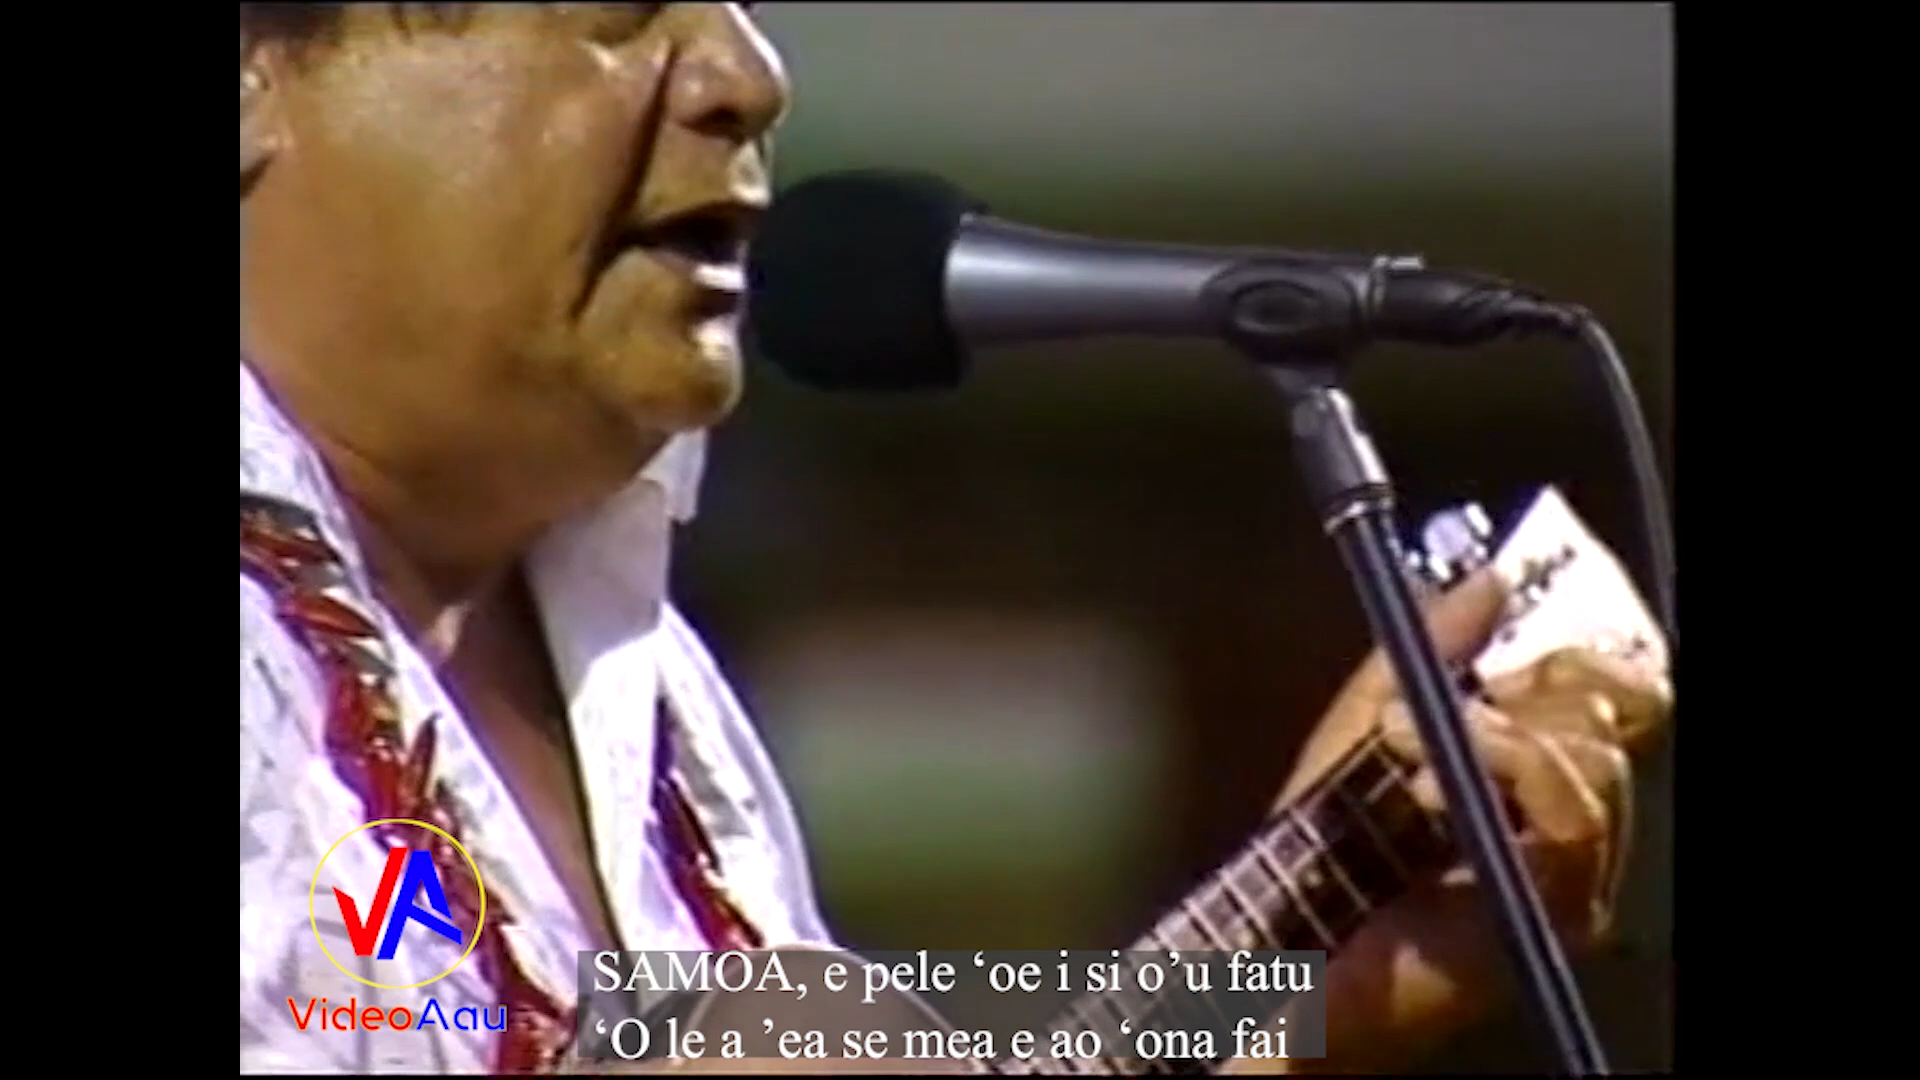 VideoAau
SAMOA, e pele ‘oe i si o’u fatu
‘O le a ’ea se mea e ao ‘ona fai